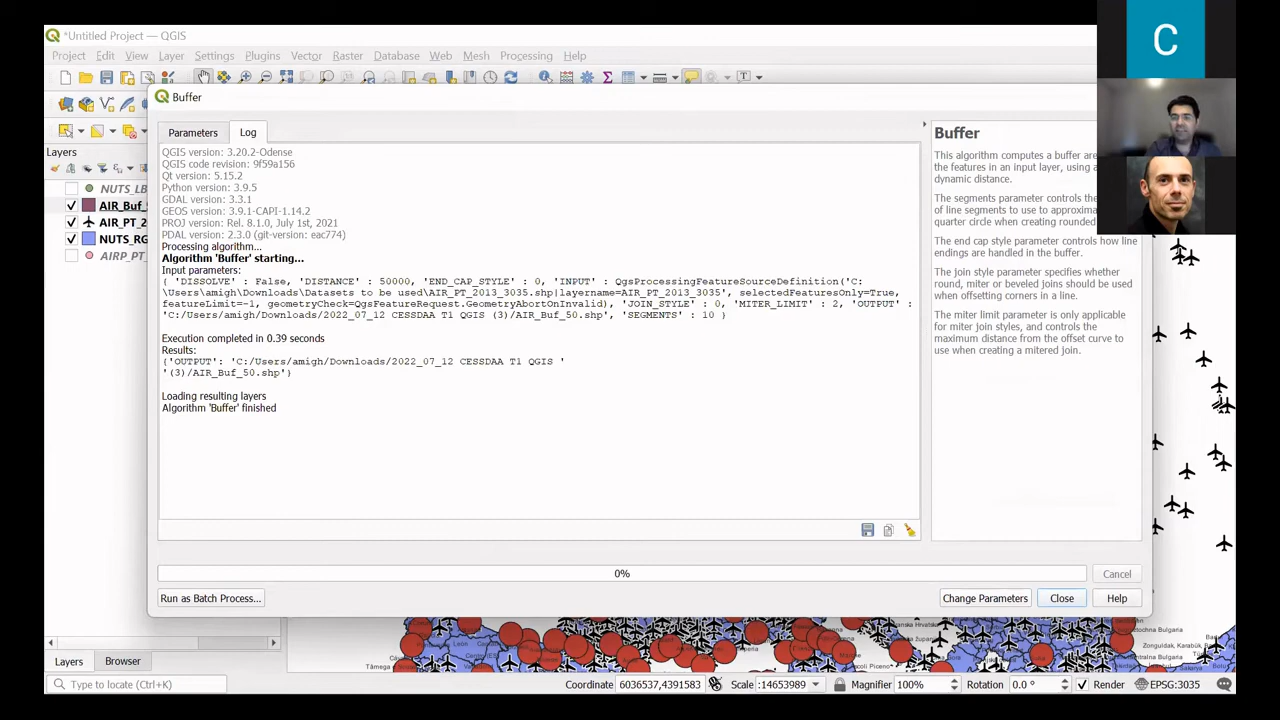 *Untitled Project — QGIS
Project Edit View Layer Settings Plugins Vector Raster Database Web Mesh Processing Help
C
Buffer
Parameters Log
QGIS version: 3.20.2-Odense
QGIS code revision: 9f59a156
Qt version: 5.15.2
Python version: 3.9.5
GDAL version: 3.3.1
GEOS version: 3.9.1-CAPI-1.14.2
PROJ version: Rel. 8.1.0, July 1st, 2021
PDAL version: 2.3.0 (git-version: eac774)
Processing algorithm…
Algorithm 'Buffer' starting…
Input parameters:
{ 'DISSOLVE' : False, 'DISTANCE' : 50000, 'END_CAP_STYLE' : 0, 'INPUT' : QgsProcessingFeatureSourceDefinition('C:
\Users\amigh\Downloads\Datasets to be used\AIR_PT_2013_3035.shp|layername=AIR_PT_2013_3035', selectedFeaturesOnly=True,
featureLimit=-1, geometryCheck=QgsFeatureRequest.GeometryAbortOnInvalid), 'JOIN_STYLE' : 0, 'MITER_LIMIT' : 2, 'OUTPUT' :
'C:/Users/amigh/Downloads/2022_07_12 CESSDAA T1 QGIS (3)/AIR_Buf_50.shp', 'SEGMENTS' : 10 }
Execution completed in 0.39 seconds
Results:
{'OUTPUT': 'C:/Users/amigh/Downloads/2022_07_12 CESSDAA T1 QGIS '
'(3)/AIR_Buf_50.shp'}
Loading resulting layers
Algorithm 'Buffer' finished
Buffer
This algorithm computes a buffer are
the features in an input layer, using a
dynamic distance.
The segments parameter controls the
of line segments to use to approxima
quarter circle when creating rounded
The end cap style parameter controls how line
endings are handled in the buffer.
The join style parameter specifies whether
round, miter or beveled joins should be used
when offsetting corners in a line.
The miter limit parameter is only applicable
for miter join styles, and controls the
maximum distance from the offset curve to
use when creating a mitered join.
Layers
NUTS_LB
AIR_Buf_
AIR_PT_2
NUTS_RG
AIRP_PT_
0% Cancel
Run as Batch Process… Change Parameters Close Help
Layers Browser
Type to locate (Ctrl+K) Coordinate 6036537,4391583 Scale :14653989 Magnifier 100% Rotation 0.0 ° Render EPSG:3035